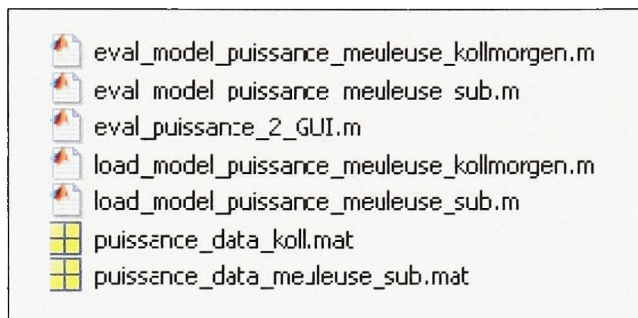 eval_model_puissance_meuleuse_kollmorgen.m
eval_model_puissance_meuleuse_sub.m
eval_puissance_2_GUI.m
load_model_puissance_meuleuse_kollmorgen.m
load_model_puissance_meuleuse_sub.m
puissance_data_koll.mat
puissance_data_meuleuse_sub.mat